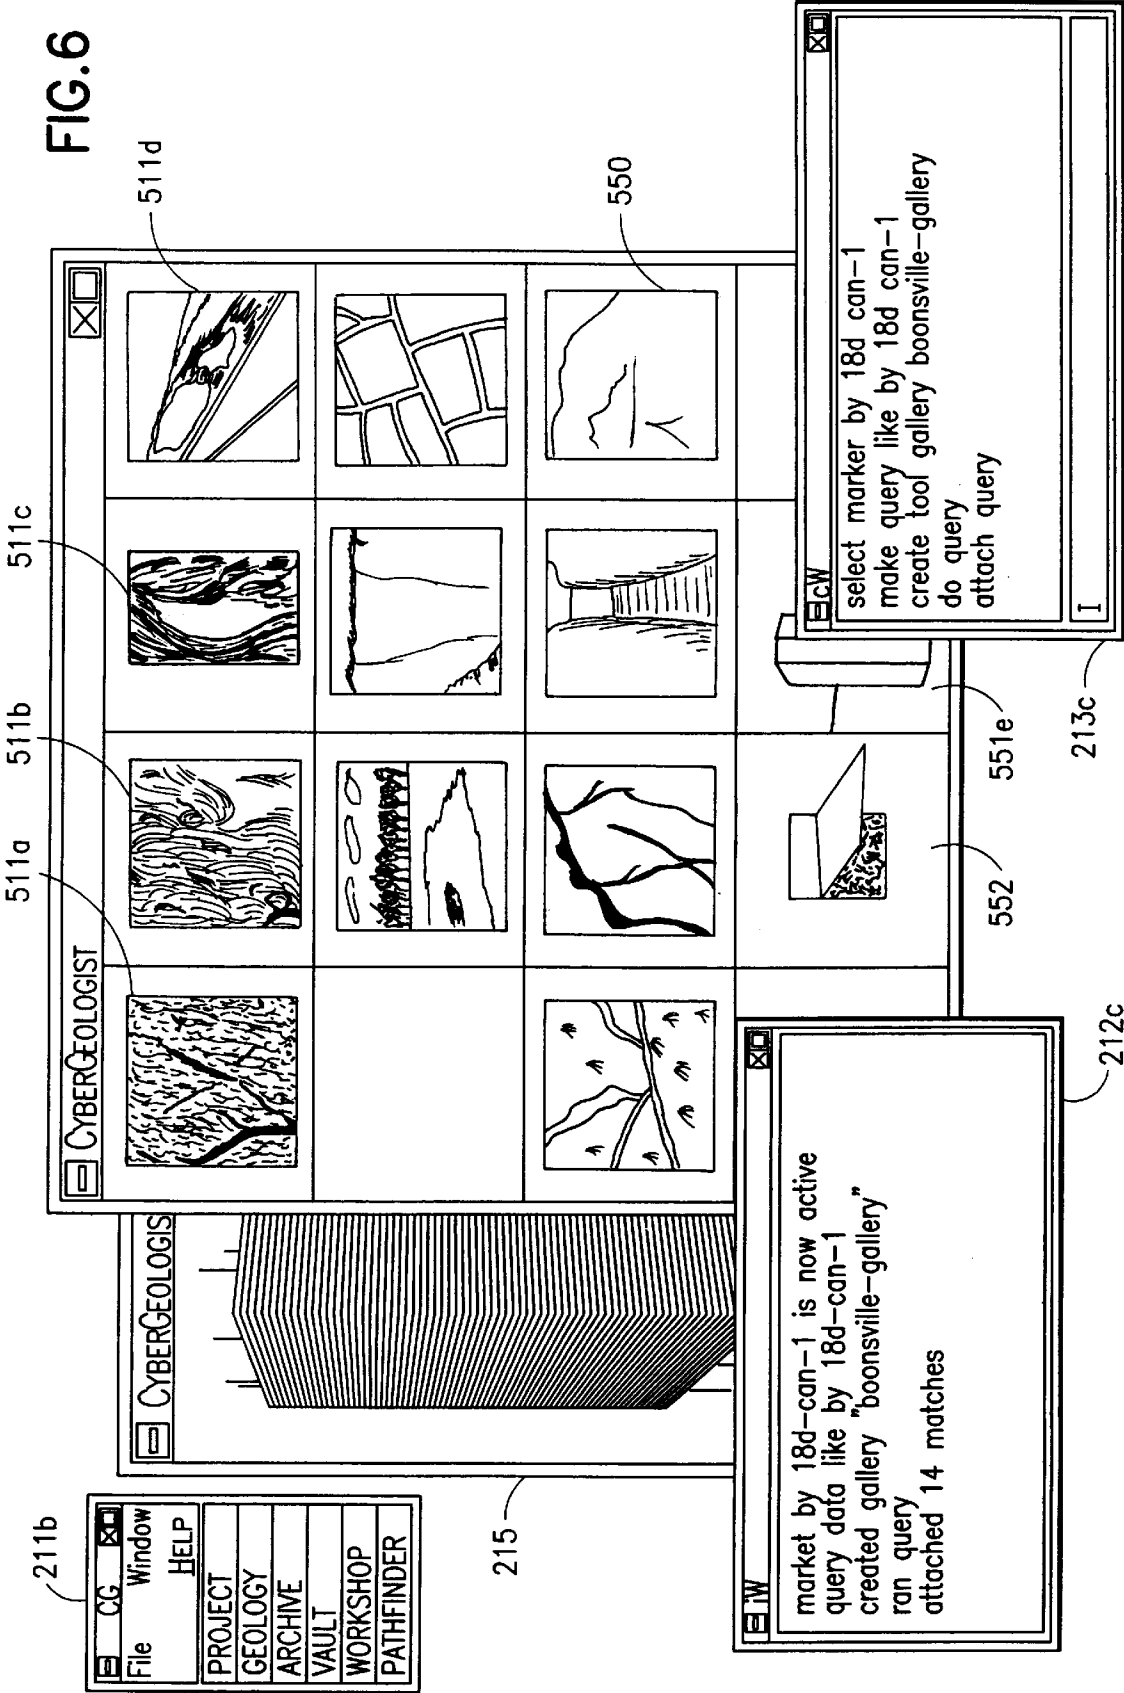 FIG.6
211b
CG
File Window
HELP
PROJECT
GEOLOGY
ARCHIVE
VAULT
WORKSHOP
PATHFINDER
215
CYBERGEOLOGIS
CYBERGEOLOGIST
511a
511b
511c
511d
550
552
551e
iW
market by 18d-can-1 is now active
query data like by 18d-can-1
created gallery "boonsville-gallery"
ran query
attached 14 matches
212c
cW
select marker by 18d can-1
make query like by 18d can-1
create tool gallery boonsville-gallery
do query
attach query
I
213c